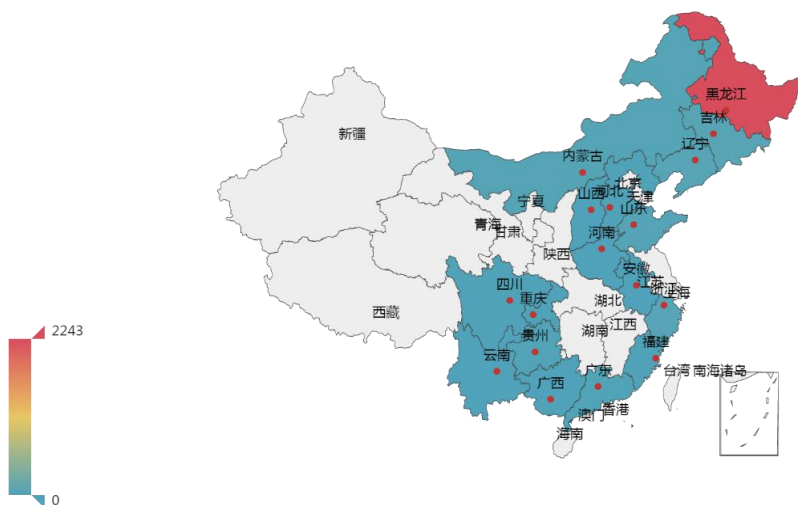 黑龙江
吉林
新疆
辽宁
内蒙古
北京
河北
天津
山西
宁夏
山东
青海
甘肃
河南
陕西
安徽
江苏
四川
浙江
上海
重庆
湖北
西藏
江西
湖南
2243
贵州
福建
云南
广东
台湾
南海诸岛
广西
香港
澳门
海南
0